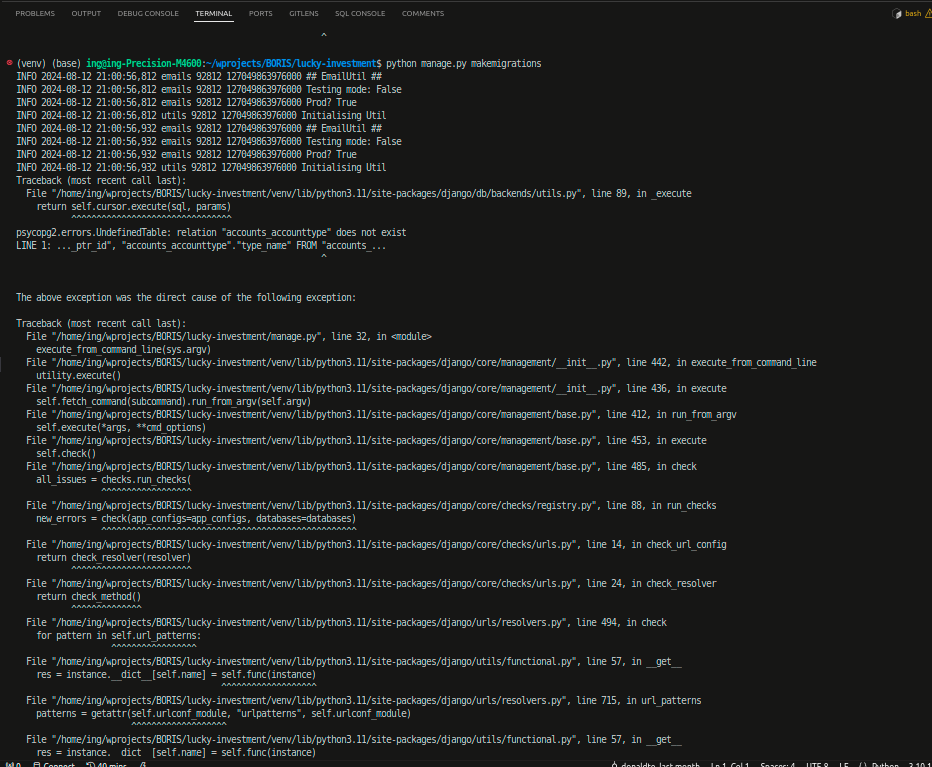 PROBLEMS OUTPUT DEBUG CONSOLE TERMINAL PORTS GITLENS SQL CONSOLE COMMENTS bash
^
(venv) (base) ing@ing-Precision-M4600:~/wprojects/BORIS/lucky-investment$ python manage.py makemigrations
INFO 2024-08-12 21:00:56,812 emails 92812 127049863976000 ## EmailUtil ##
INFO 2024-08-12 21:00:56,812 emails 92812 127049863976000 Testing mode: False
INFO 2024-08-12 21:00:56,812 emails 92812 127049863976000 Prod? True
INFO 2024-08-12 21:00:56,812 utils 92812 127049863976000 Initialising Util
INFO 2024-08-12 21:00:56,932 emails 92812 127049863976000 ## EmailUtil ##
INFO 2024-08-12 21:00:56,932 emails 92812 127049863976000 Testing mode: False
INFO 2024-08-12 21:00:56,932 emails 92812 127049863976000 Prod? True
INFO 2024-08-12 21:00:56,932 utils 92812 127049863976000 Initialising Util
Traceback (most recent call last):
  File "/home/ing/wprojects/BORIS/lucky-investment/venv/lib/python3.11/site-packages/django/db/backends/utils.py", line 89, in _execute
    return self.cursor.execute(sql, params)
           ^^^^^^^^^^^^^^^^^^^^^^^^^^^^^^^^
psycopg2.errors.UndefinedTable: relation "accounts_accounttype" does not exist
LINE 1: ..._ptr_id", "accounts_accounttype"."type_name" FROM "accounts_...
                                                             ^
The above exception was the direct cause of the following exception:
Traceback (most recent call last):
  File "/home/ing/wprojects/BORIS/lucky-investment/manage.py", line 32, in <module>
    execute_from_command_line(sys.argv)
  File "/home/ing/wprojects/BORIS/lucky-investment/venv/lib/python3.11/site-packages/django/core/management/__init__.py", line 442, in execute_from_command_line
    utility.execute()
  File "/home/ing/wprojects/BORIS/lucky-investment/venv/lib/python3.11/site-packages/django/core/management/__init__.py", line 436, in execute
    self.fetch_command(subcommand).run_from_argv(self.argv)
  File "/home/ing/wprojects/BORIS/lucky-investment/venv/lib/python3.11/site-packages/django/core/management/base.py", line 412, in run_from_argv
    self.execute(*args, **cmd_options)
  File "/home/ing/wprojects/BORIS/lucky-investment/venv/lib/python3.11/site-packages/django/core/management/base.py", line 453, in execute
    self.check()
  File "/home/ing/wprojects/BORIS/lucky-investment/venv/lib/python3.11/site-packages/django/core/management/base.py", line 485, in check
    all_issues = checks.run_checks(
                 ^^^^^^^^^^^^^^^^^^
  File "/home/ing/wprojects/BORIS/lucky-investment/venv/lib/python3.11/site-packages/django/core/checks/registry.py", line 88, in run_checks
    new_errors = check(app_configs=app_configs, databases=databases)
                 ^^^^^^^^^^^^^^^^^^^^^^^^^^^^^^^^^^^^^^^^^^^^^^^^^^^
  File "/home/ing/wprojects/BORIS/lucky-investment/venv/lib/python3.11/site-packages/django/core/checks/urls.py", line 14, in check_url_config
    return check_resolver(resolver)
           ^^^^^^^^^^^^^^^^^^^^^^^^
  File "/home/ing/wprojects/BORIS/lucky-investment/venv/lib/python3.11/site-packages/django/core/checks/urls.py", line 24, in check_resolver
    return check_method()
           ^^^^^^^^^^^^^^
  File "/home/ing/wprojects/BORIS/lucky-investment/venv/lib/python3.11/site-packages/django/urls/resolvers.py", line 494, in check
    for pattern in self.url_patterns:
                   ^^^^^^^^^^^^^^^^^
  File "/home/ing/wprojects/BORIS/lucky-investment/venv/lib/python3.11/site-packages/django/utils/functional.py", line 57, in __get__
    res = instance.__dict__[self.name] = self.func(instance)
                                         ^^^^^^^^^^^^^^^^^^^
  File "/home/ing/wprojects/BORIS/lucky-investment/venv/lib/python3.11/site-packages/django/urls/resolvers.py", line 715, in url_patterns
    patterns = getattr(self.urlconf_module, "urlpatterns", self.urlconf_module)
                       ^^^^^^^^^^^^^^^^^^^
  File "/home/ing/wprojects/BORIS/lucky-investment/venv/lib/python3.11/site-packages/django/utils/functional.py", line 57, in __get__
    res = instance.__dict__[self.name] = self.func(instance)
0 Connect 40 mins donaldto, last month Ln 1, Col 1 Spaces: 4 UTF-8 LF Python